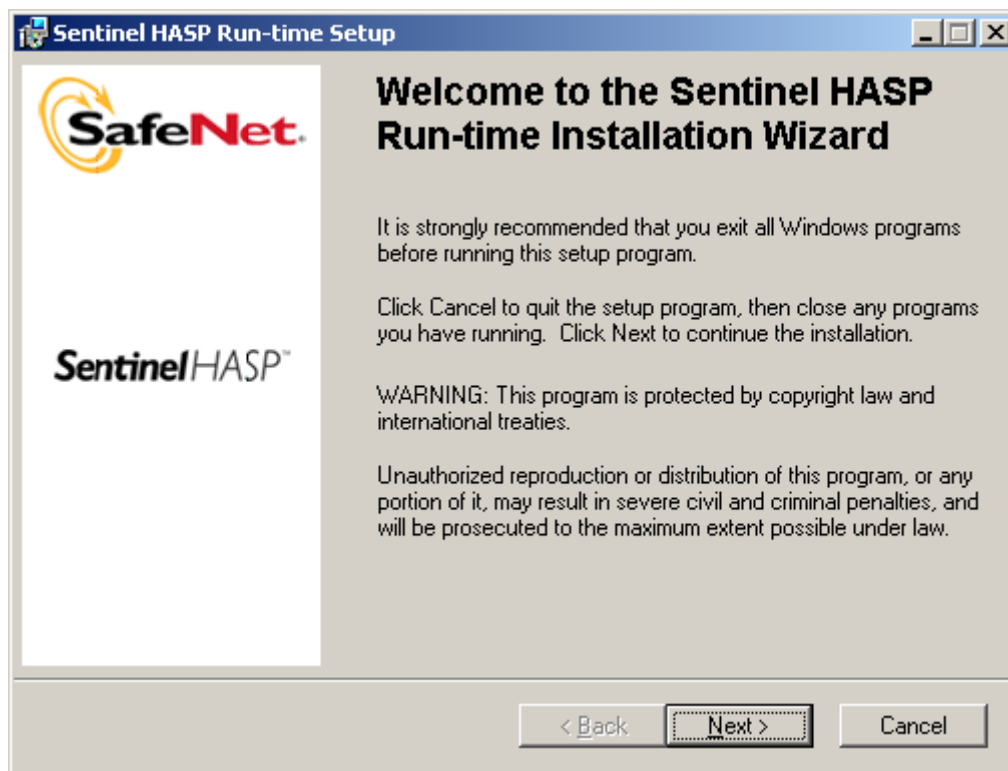 Sentinel HASP Run-time Setup
SafeNet.
SentinelHASP™
Welcome to the Sentinel HASP
Run-time Installation Wizard
It is strongly recommended that you exit all Windows programs
before running this setup program.
Click Cancel to quit the setup program, then close any programs
you have running.  Click Next to continue the installation.
WARNING: This program is protected by copyright law and
international treaties.
Unauthorized reproduction or distribution of this program, or any
portion of it, may result in severe civil and criminal penalties, and
will be prosecuted to the maximum extent possible under law.
< Back
Next >
Cancel